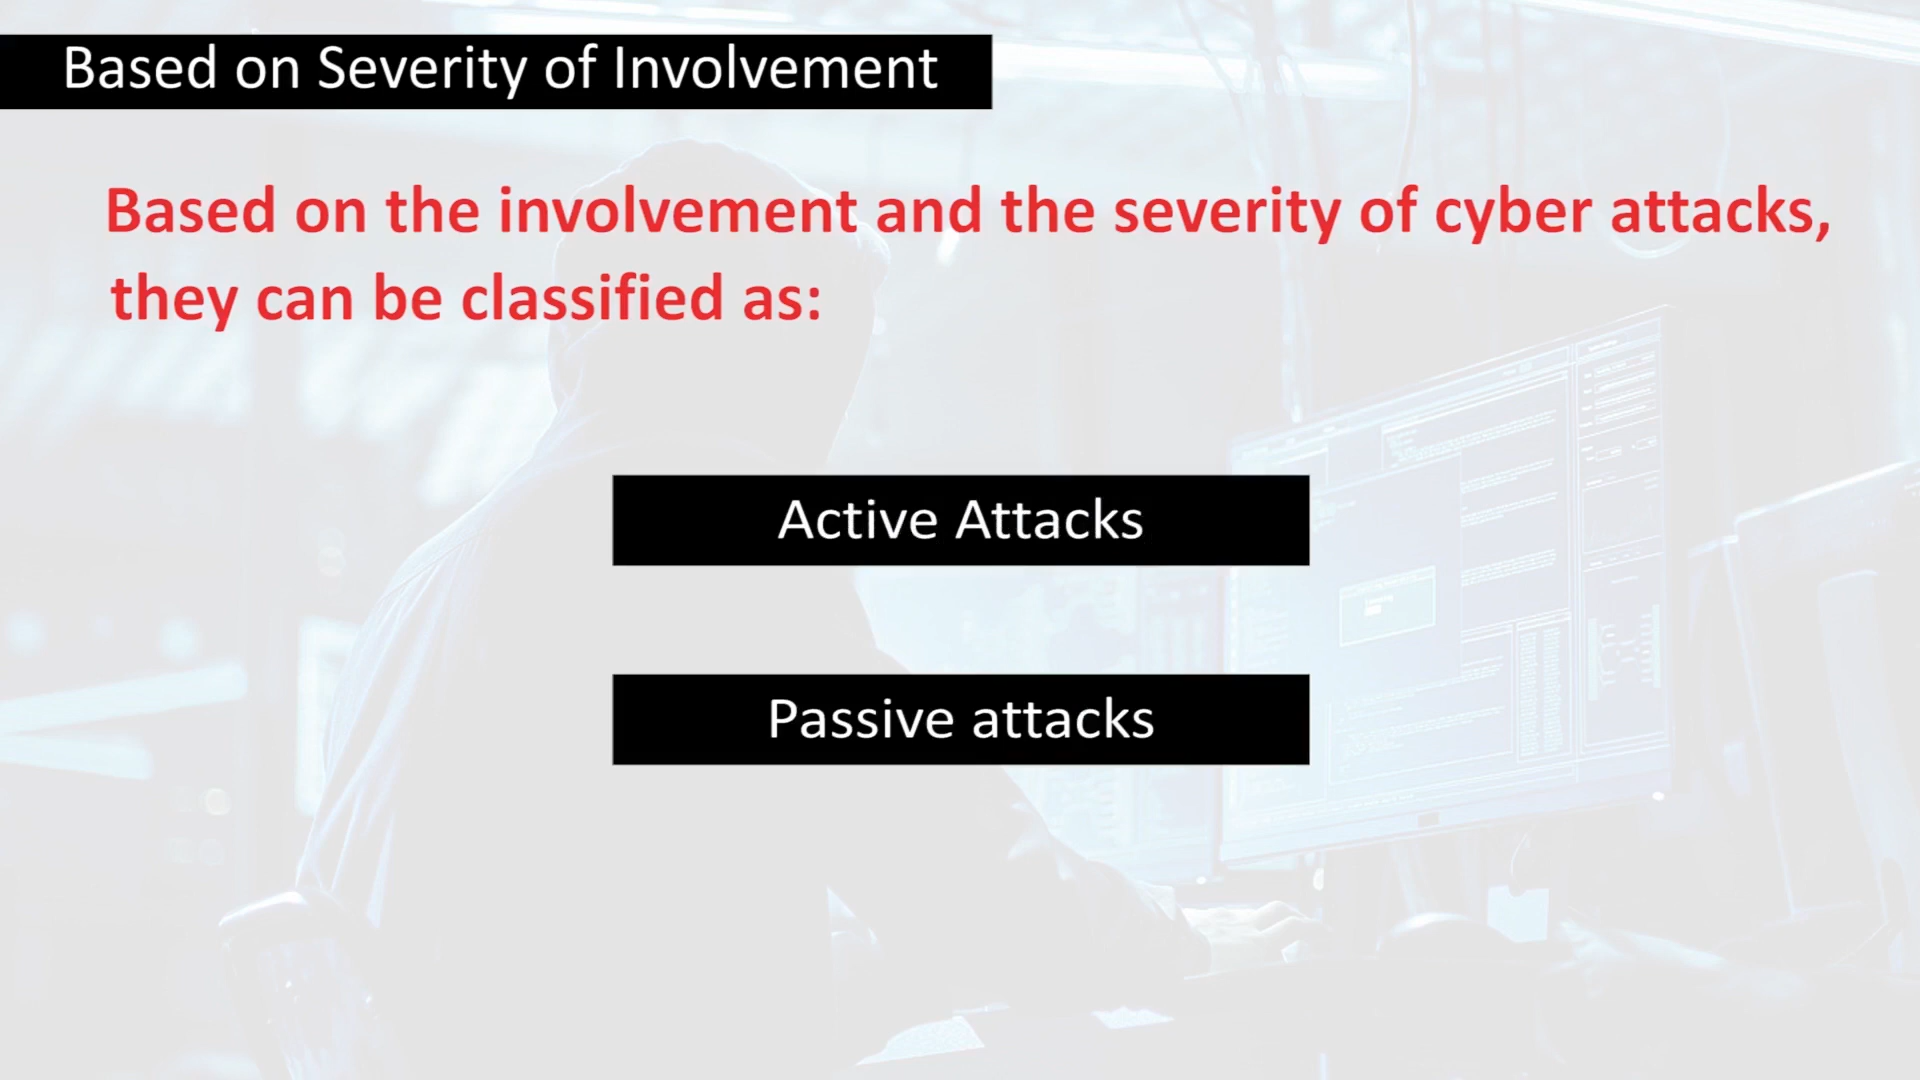 Based on Severity of Involvement
Based on the involvement and the severity of cyber attacks,
they can be classified as:
Active Attacks
Passive attacks